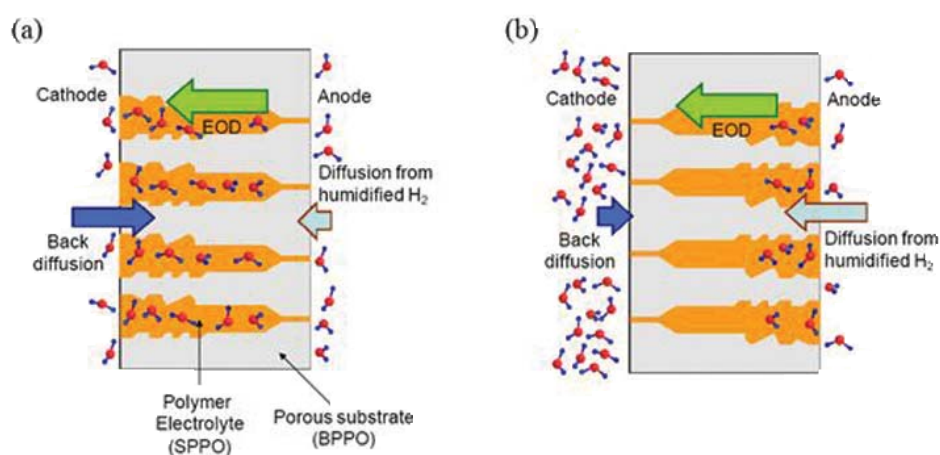 (a)
Cathode
EOD
Anode
Diffusion from
humidified H₂
Back
diffusion
Polymer
Electrolyte
(SPPO)
Porous substrate
(BPPO)
(b)
Cathode
EOD
Anode
Back
diffusion
Diffusion from
humidified H₂